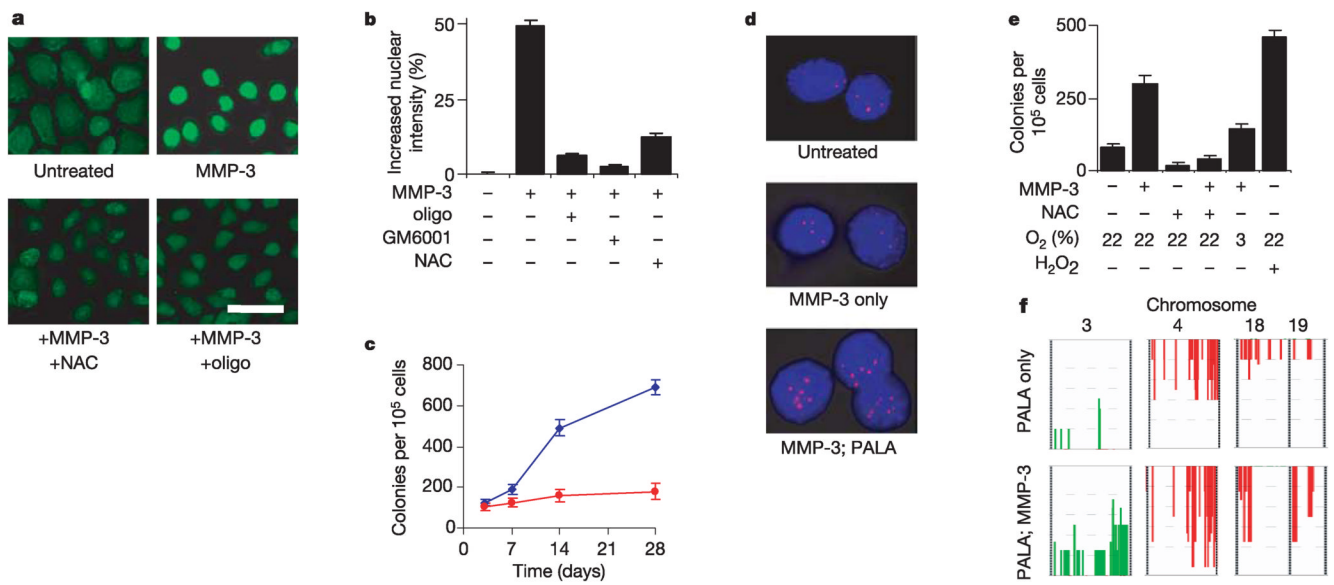 a
Untreated
MMP-3
+MMP-3
+NAC
+MMP-3
+oligo
b
Increased nuclear
intensity (%)
50
25
0
MMP-3 – + + + +
oligo – – + – –
GM6001 – – – + –
NAC – – – – +
c
Colonies per 10⁵ cells
800
600
400
200
0
0 7 14 21 28
Time (days)
d
Untreated
MMP-3 only
MMP-3; PALA
e
Colonies per
10⁵ cells
500
250
0
MMP-3 – + – + + –
NAC – – + + – –
O₂ (%) 22 22 22 22 3 22
H₂O₂ – – – – – +
f
Chromosome
3 4 18 19
PALA only
PALA; MMP-3